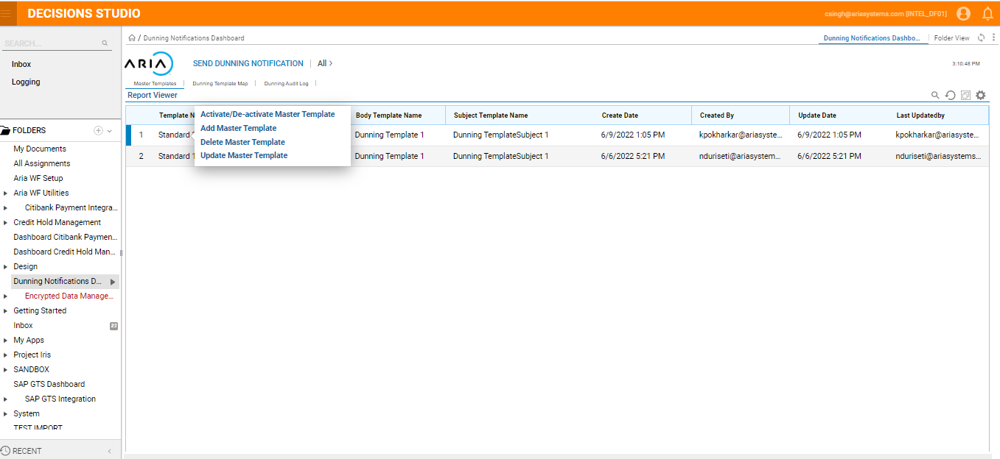 DECISIONS STUDIO
csingh@ariasystems.com [INTEL_DF01]
SEARCH...
/ Dunning Notifications Dashboard
Dunning Notifications Dashbo...
Folder View
Inbox
Logging
ARIA
SEND DUNNING NOTIFICATION
All >
3:10:48 PM
Master Templates
Dunning Template Map
Dunning Audit Log
Report Viewer
Template N
Body Template Name
Subject Template Name
Create Date
Created By
Update Date
Last Updatedby
1 Standard Dunning Template 1 Dunning TemplateSubject 1 6/9/2022 1:05 PM kpokharkar@ariasyste... 6/9/2022 1:05 PM kpokharkar@ariasyste...
2 Standard 1 Dunning Template 1 Dunning TemplateSubject 1 6/6/2022 5:21 PM nduriseti@ariasystem... 6/6/2022 5:21 PM nduriseti@ariasystems...
Activate/De-activate Master Template
Add Master Template
Delete Master Template
Update Master Template
FOLDERS
My Documents
All Assignments
Aria WF Setup
Aria WF Utilities
Citibank Payment Integra...
Credit Hold Management
Dashboard Citibank Paymen...
Dashboard Credit Hold Man...
Design
Dunning Notifications D...
Encrypted Data Manage...
Getting Started
Inbox 23
My Apps
Project Iris
SANDBOX
SAP GTS Dashboard
SAP GTS Integration
System
TEST IMPORT
RECENT